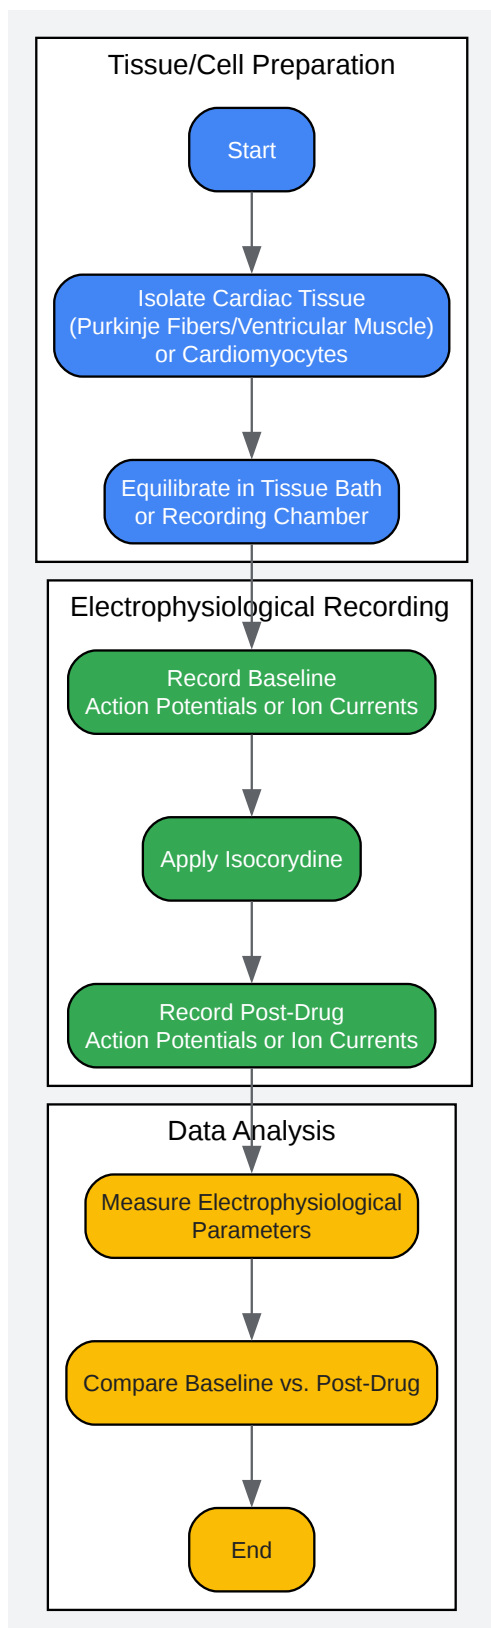 Tissue/Cell Preparation
Start
Isolate Cardiac Tissue
(Purkinje Fibers/Ventricular Muscle)
or Cardiomyocytes
Equilibrate in Tissue Bath
or Recording Chamber
Electrophysiological Recording
Record Baseline
Action Potentials or Ion Currents
Apply Isocorydine
Record Post-Drug
Action Potentials or Ion Currents
Data Analysis
Measure Electrophysiological
Parameters
Compare Baseline vs. Post-Drug
End